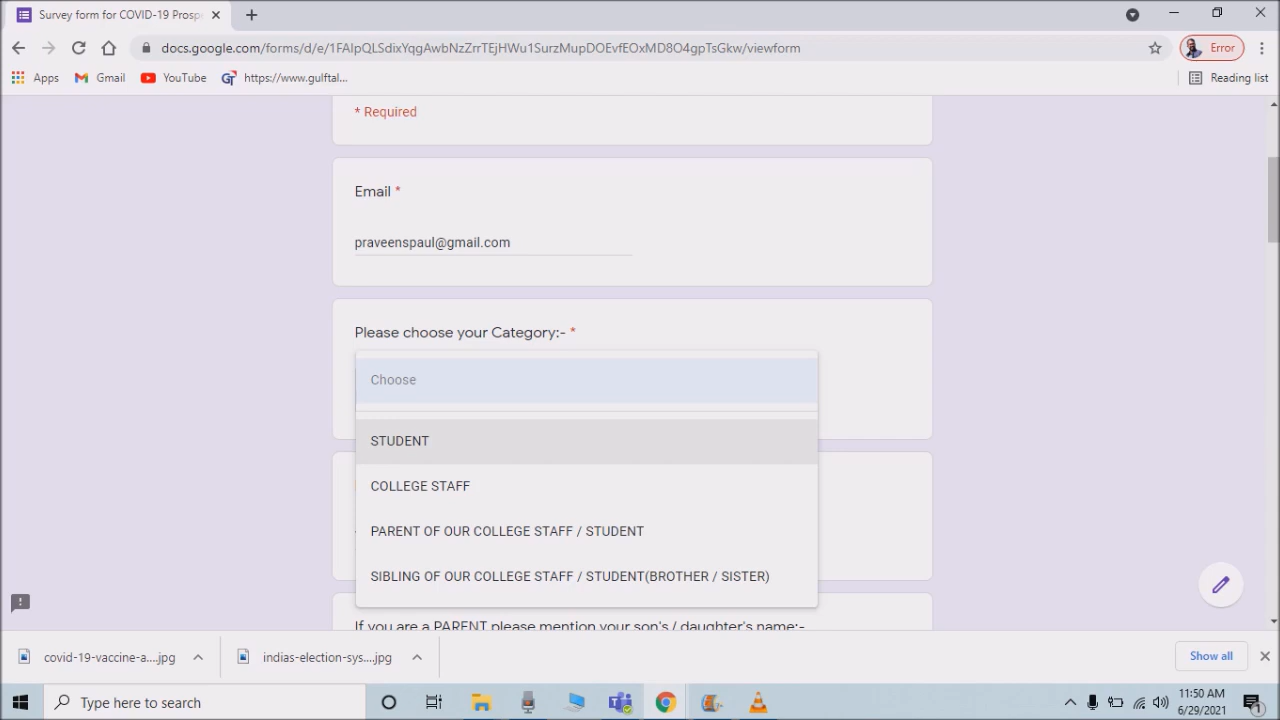 Survey form for COVID-19 Prosp
docs.google.com/forms/d/e/1FAIpQLSdixYqgAwbNzZrrTEjHWu1SurzMupDOEvfEOxMD8O4gpTsGkw/viewform
Error
Apps
Gmail
YouTube
https://www.gulftal...
Reading list
* Required
Email *
praveenspaul@gmail.com
Please choose your Category:- *
Choose
STUDENT
COLLEGE STAFF
PARENT OF OUR COLLEGE STAFF / STUDENT
SIBLING OF OUR COLLEGE STAFF / STUDENT(BROTHER / SISTER)
If you are a PARENT please mention your son's / daughter's name:-
covid-19-vaccine-a....jpg
indias-election-sys....jpg
Show all
Type here to search
11:50 AM
6/29/2021
1